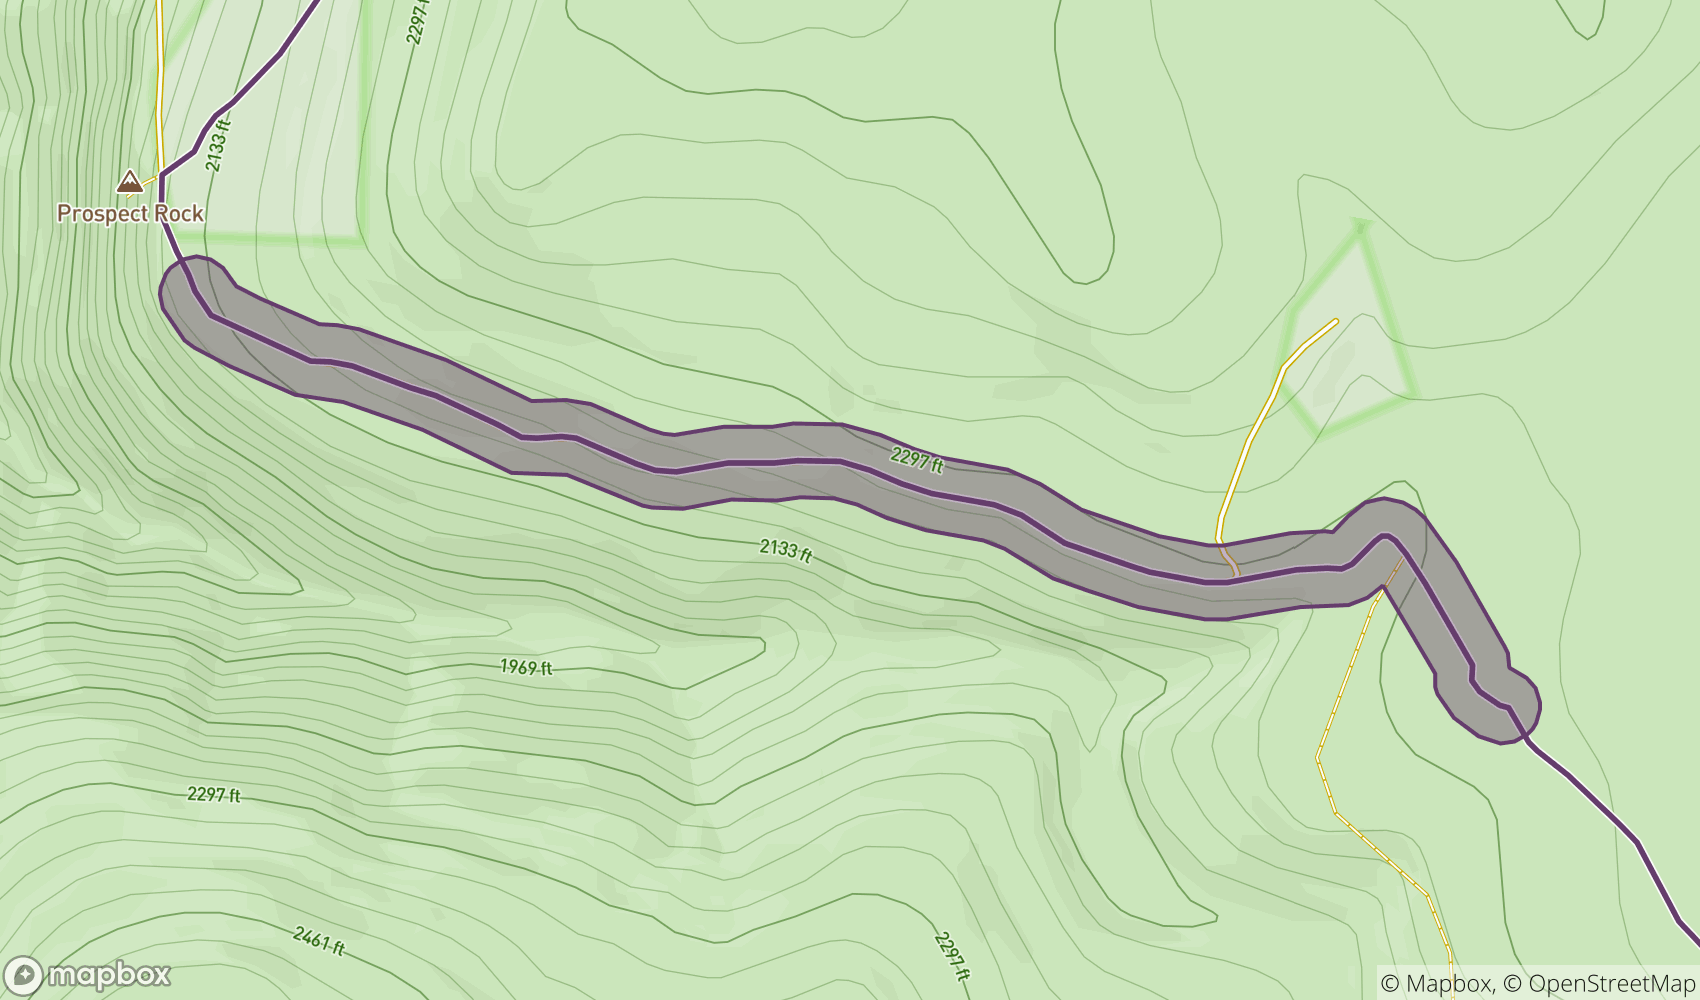 2297 ft
2133 ft
Prospect Rock
2297 ft
2133 ft
1969 ft
2297 ft
2461 ft
2297 ft
mapbox
© Mapbox, © OpenStreetMap